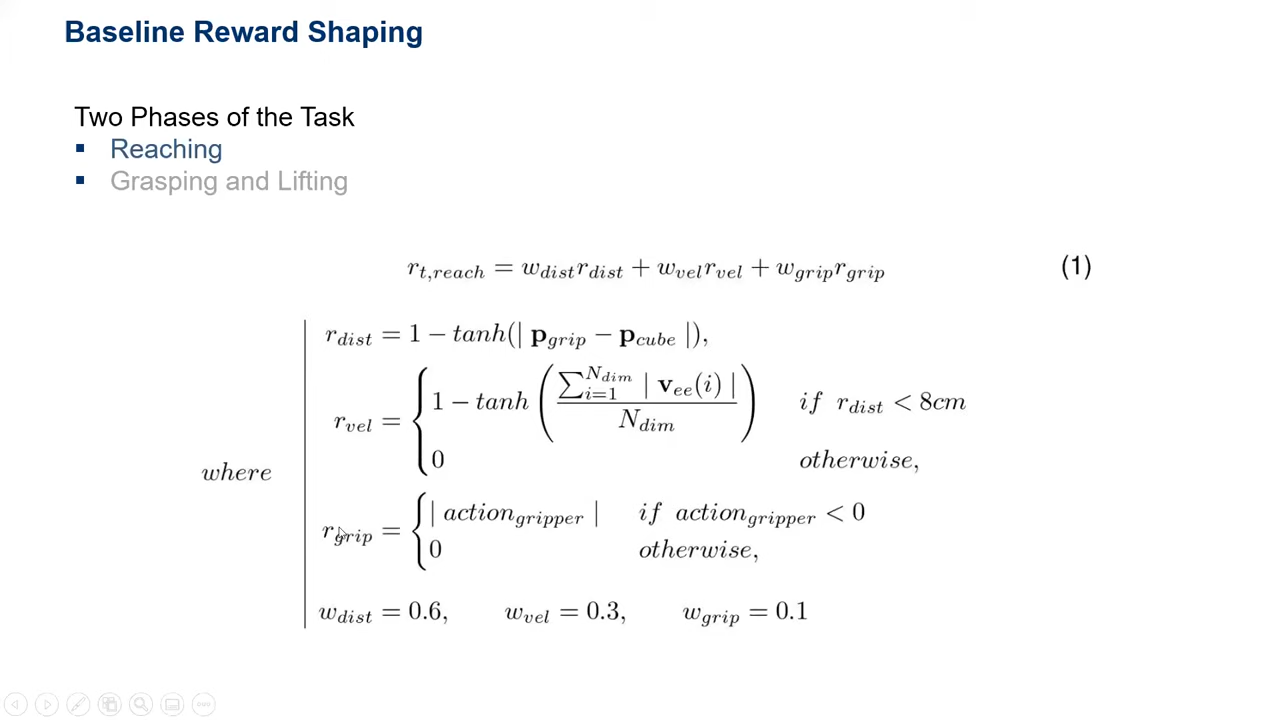 Baseline Reward Shaping
Two Phases of the Task
▪ Reaching
▪ Grasping and Lifting
r_{t,reach} = w_{dist}r_{dist} + w_{vel}r_{vel} + w_{grip}r_{grip} (1)
r_{dist} = 1 − tanh(| p_{grip} − p_{cube} |),
r_{vel} = { 1 − tanh ( \frac{∑_{i=1}^{N_{dim}} | v_{ee}(i) |}{N_{dim}} ) if r_{dist} < 8cm
0 otherwise,
where
r_{grip} = { | action_{gripper} | if action_{gripper} < 0
0 otherwise,
w_{dist} = 0.6, w_{vel} = 0.3, w_{grip} = 0.1